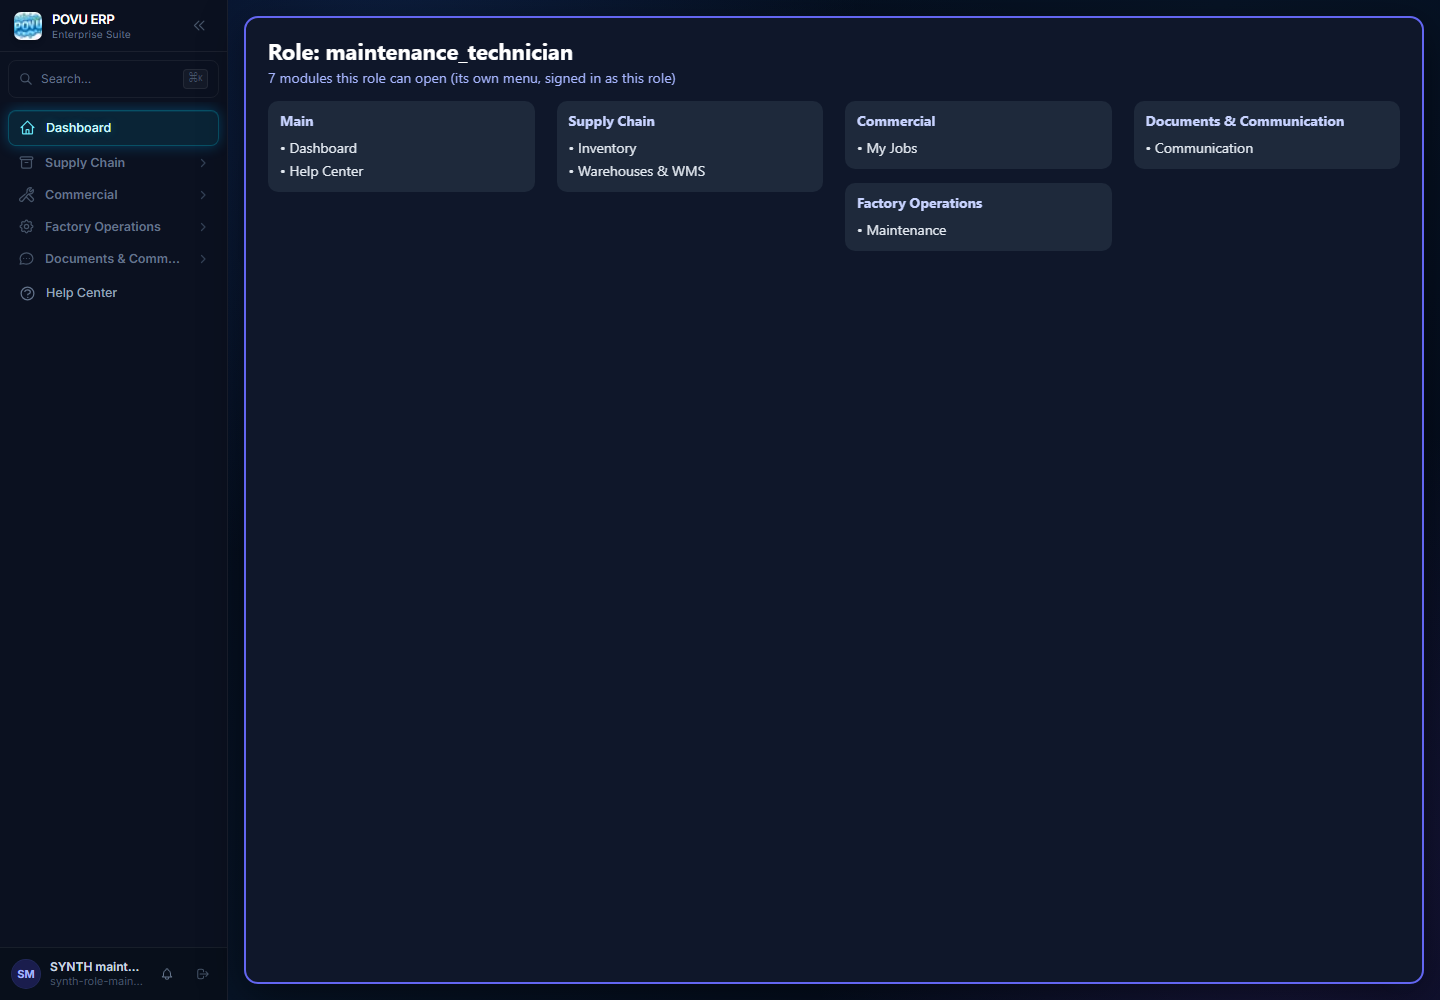 POVU ERP
Enterprise Suite
Search...
⌘K
Dashboard
Supply Chain
Commercial
Factory Operations
Documents & Comm...
Help Center
SM
SYNTH maint...
synth-role-main...
Role: maintenance_technician
7 modules this role can open (its own menu, signed in as this role)
Main
• Dashboard
• Help Center
Supply Chain
• Inventory
• Warehouses & WMS
Commercial
• My Jobs
Factory Operations
• Maintenance
Documents & Communication
• Communication